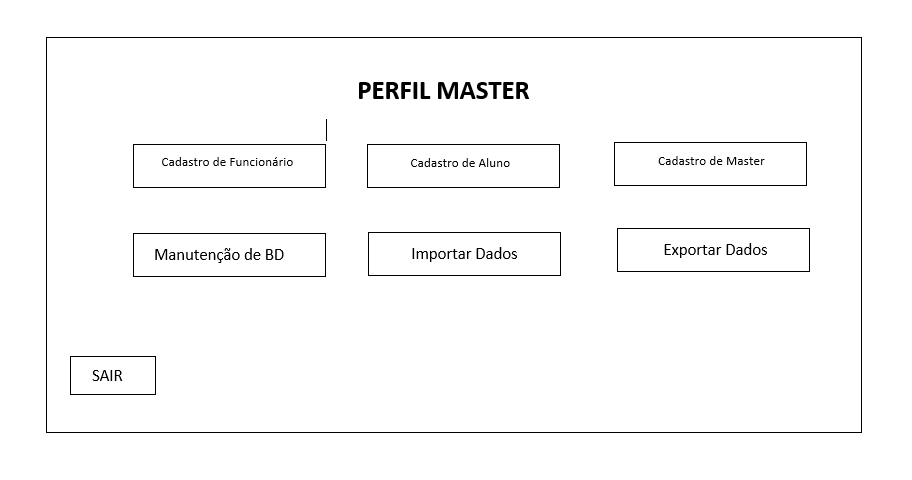 PERFIL MASTER
Cadastro de Funcionário
Cadastro de Aluno
Cadastro de Master
Manutenção de BD
Importar Dados
Exportar Dados
SAIR